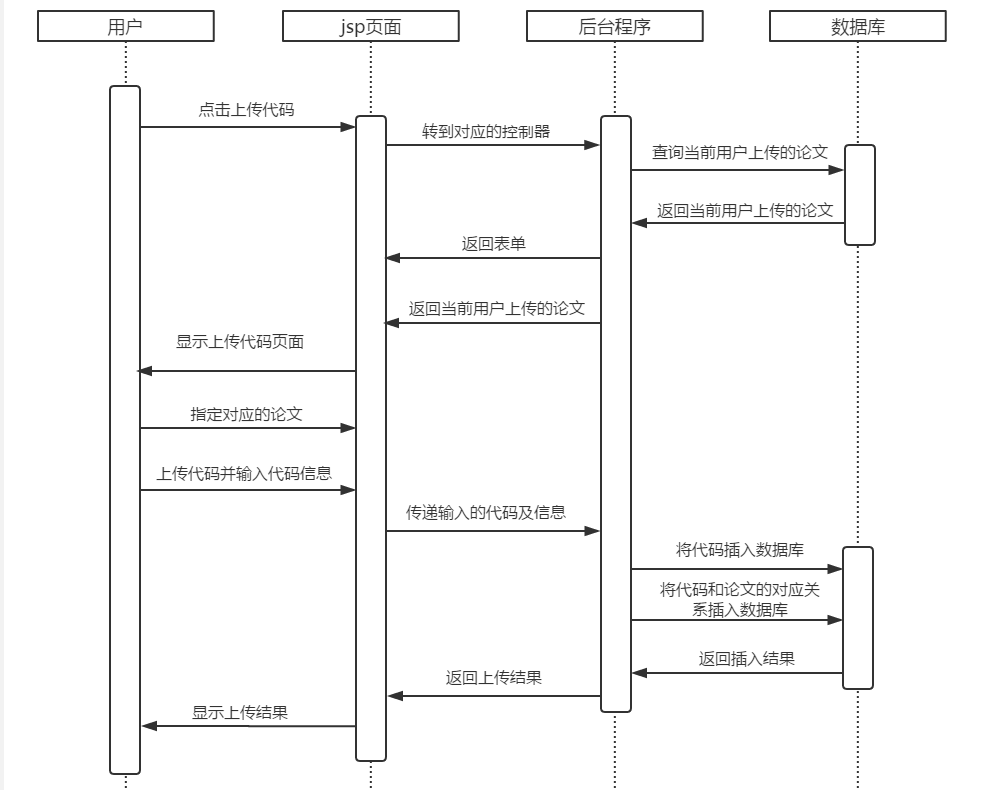 用户
jsp页面
后台程序
数据库
点击上传代码
转到对应的控制器
查询当前用户上传的论文
返回当前用户上传的论文
返回表单
返回当前用户上传的论文
显示上传代码页面
指定对应的论文
上传代码并输入代码信息
传递输入的代码及信息
将代码插入数据库
将代码和论文的对应关
系插入数据库
返回插入结果
返回上传结果
显示上传结果